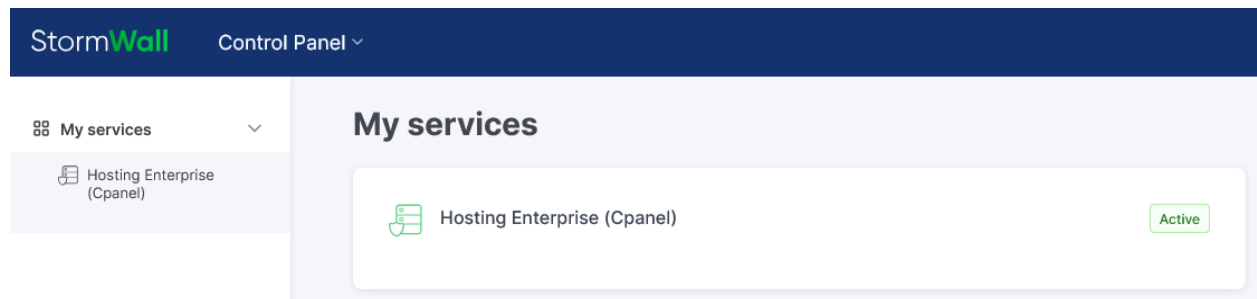 StormWall Control Panel
My services
Hosting Enterprise
(Cpanel)
My services
Hosting Enterprise (Cpanel) Active